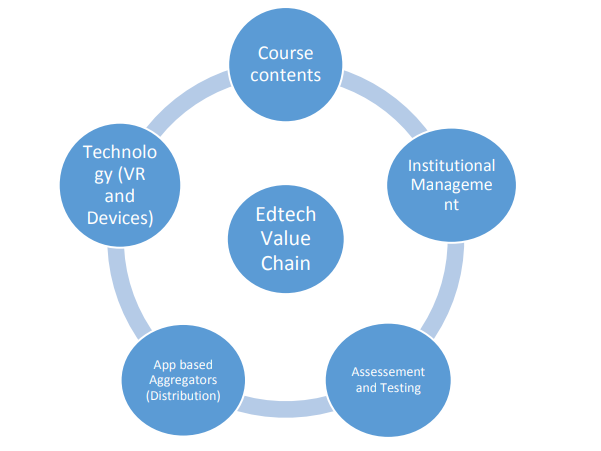 Course
contents
Institutional
Manageme
nt
Assessement
and Testing
App based
Aggregators
(Distribution)
Technolo
gy (VR
and
Devices)
Edtech
Value
Chain